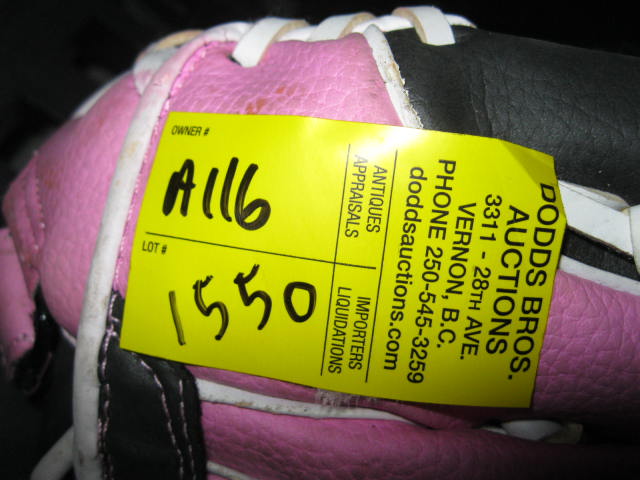 OWNER #
A116
LOT #
1550
ANTIQUES
APPRAISALS
IMPORTERS
LIQUIDATIONS
DODDS BROS.
AUCTIONS
3311 - 28TH AVE.
VERNON, B.C.
PHONE 250-545-3259
doddsauctions.com